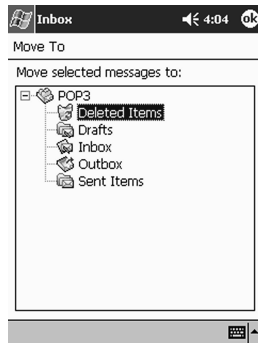 Inbox 4:04 ok
Move To
Move selected messages to:
POP3
Deleted Items
Drafts
Inbox
Outbox
Sent Items